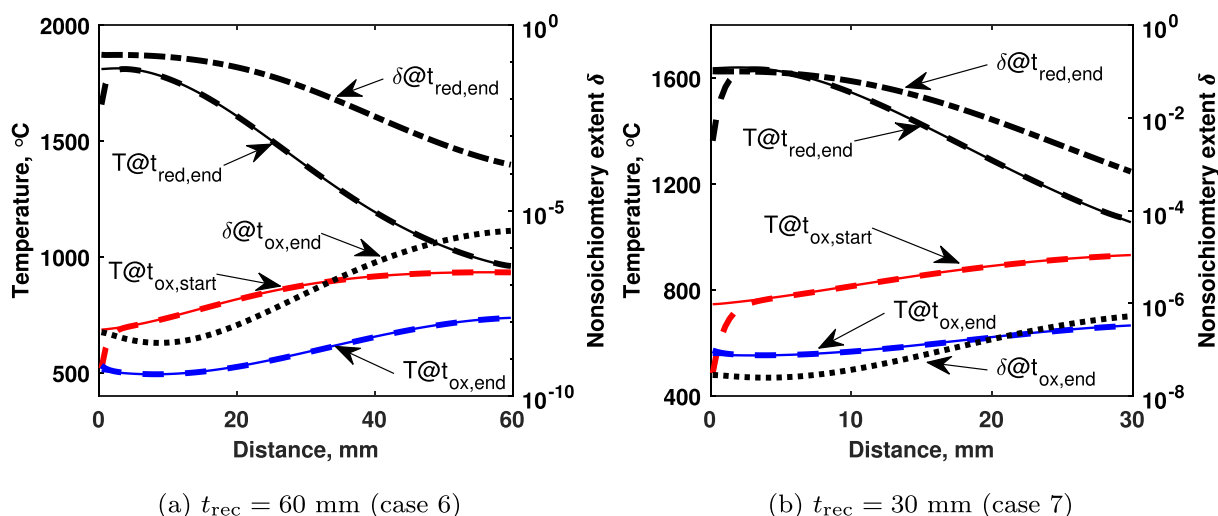 2000
1500
1000
500
Temperature, °C
0 20 40 60
Distance, mm
10^0
10^-5
10^-10
Nonsoichiomtery extent δ
δ@t_red,end
T@t_red,end
δ@t_ox,end
T@t_ox,start
T@t_ox,end
(a) t_rec = 60 mm (case 6)
1600
1200
800
400
Temperature, °C
0 10 20 30
Distance, mm
10^0
10^-2
10^-4
10^-6
10^-8
Nonsoichiomtery extent δ
δ@t_red,end
T@t_red,end
T@t_ox,start
T@t_ox,end
δ@t_ox,end
(b) t_rec = 30 mm (case 7)